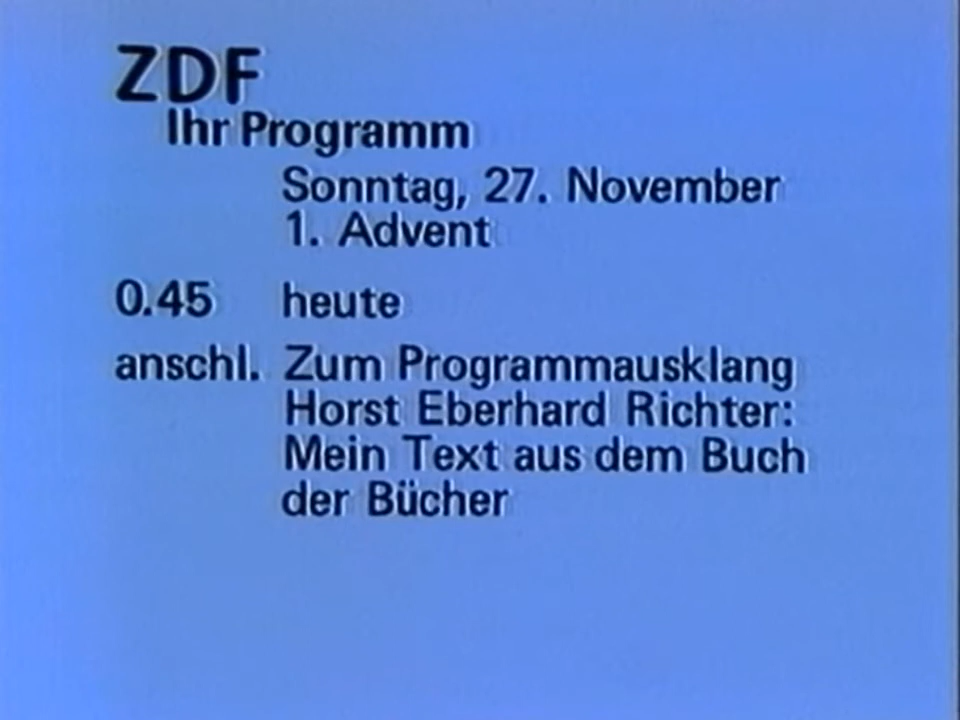 ZDF
Ihr Programm
Sonntag, 27. November
1. Advent
0.45 heute
anschl. Zum Programmausklang
Horst Eberhard Richter:
Mein Text aus dem Buch
der Bücher